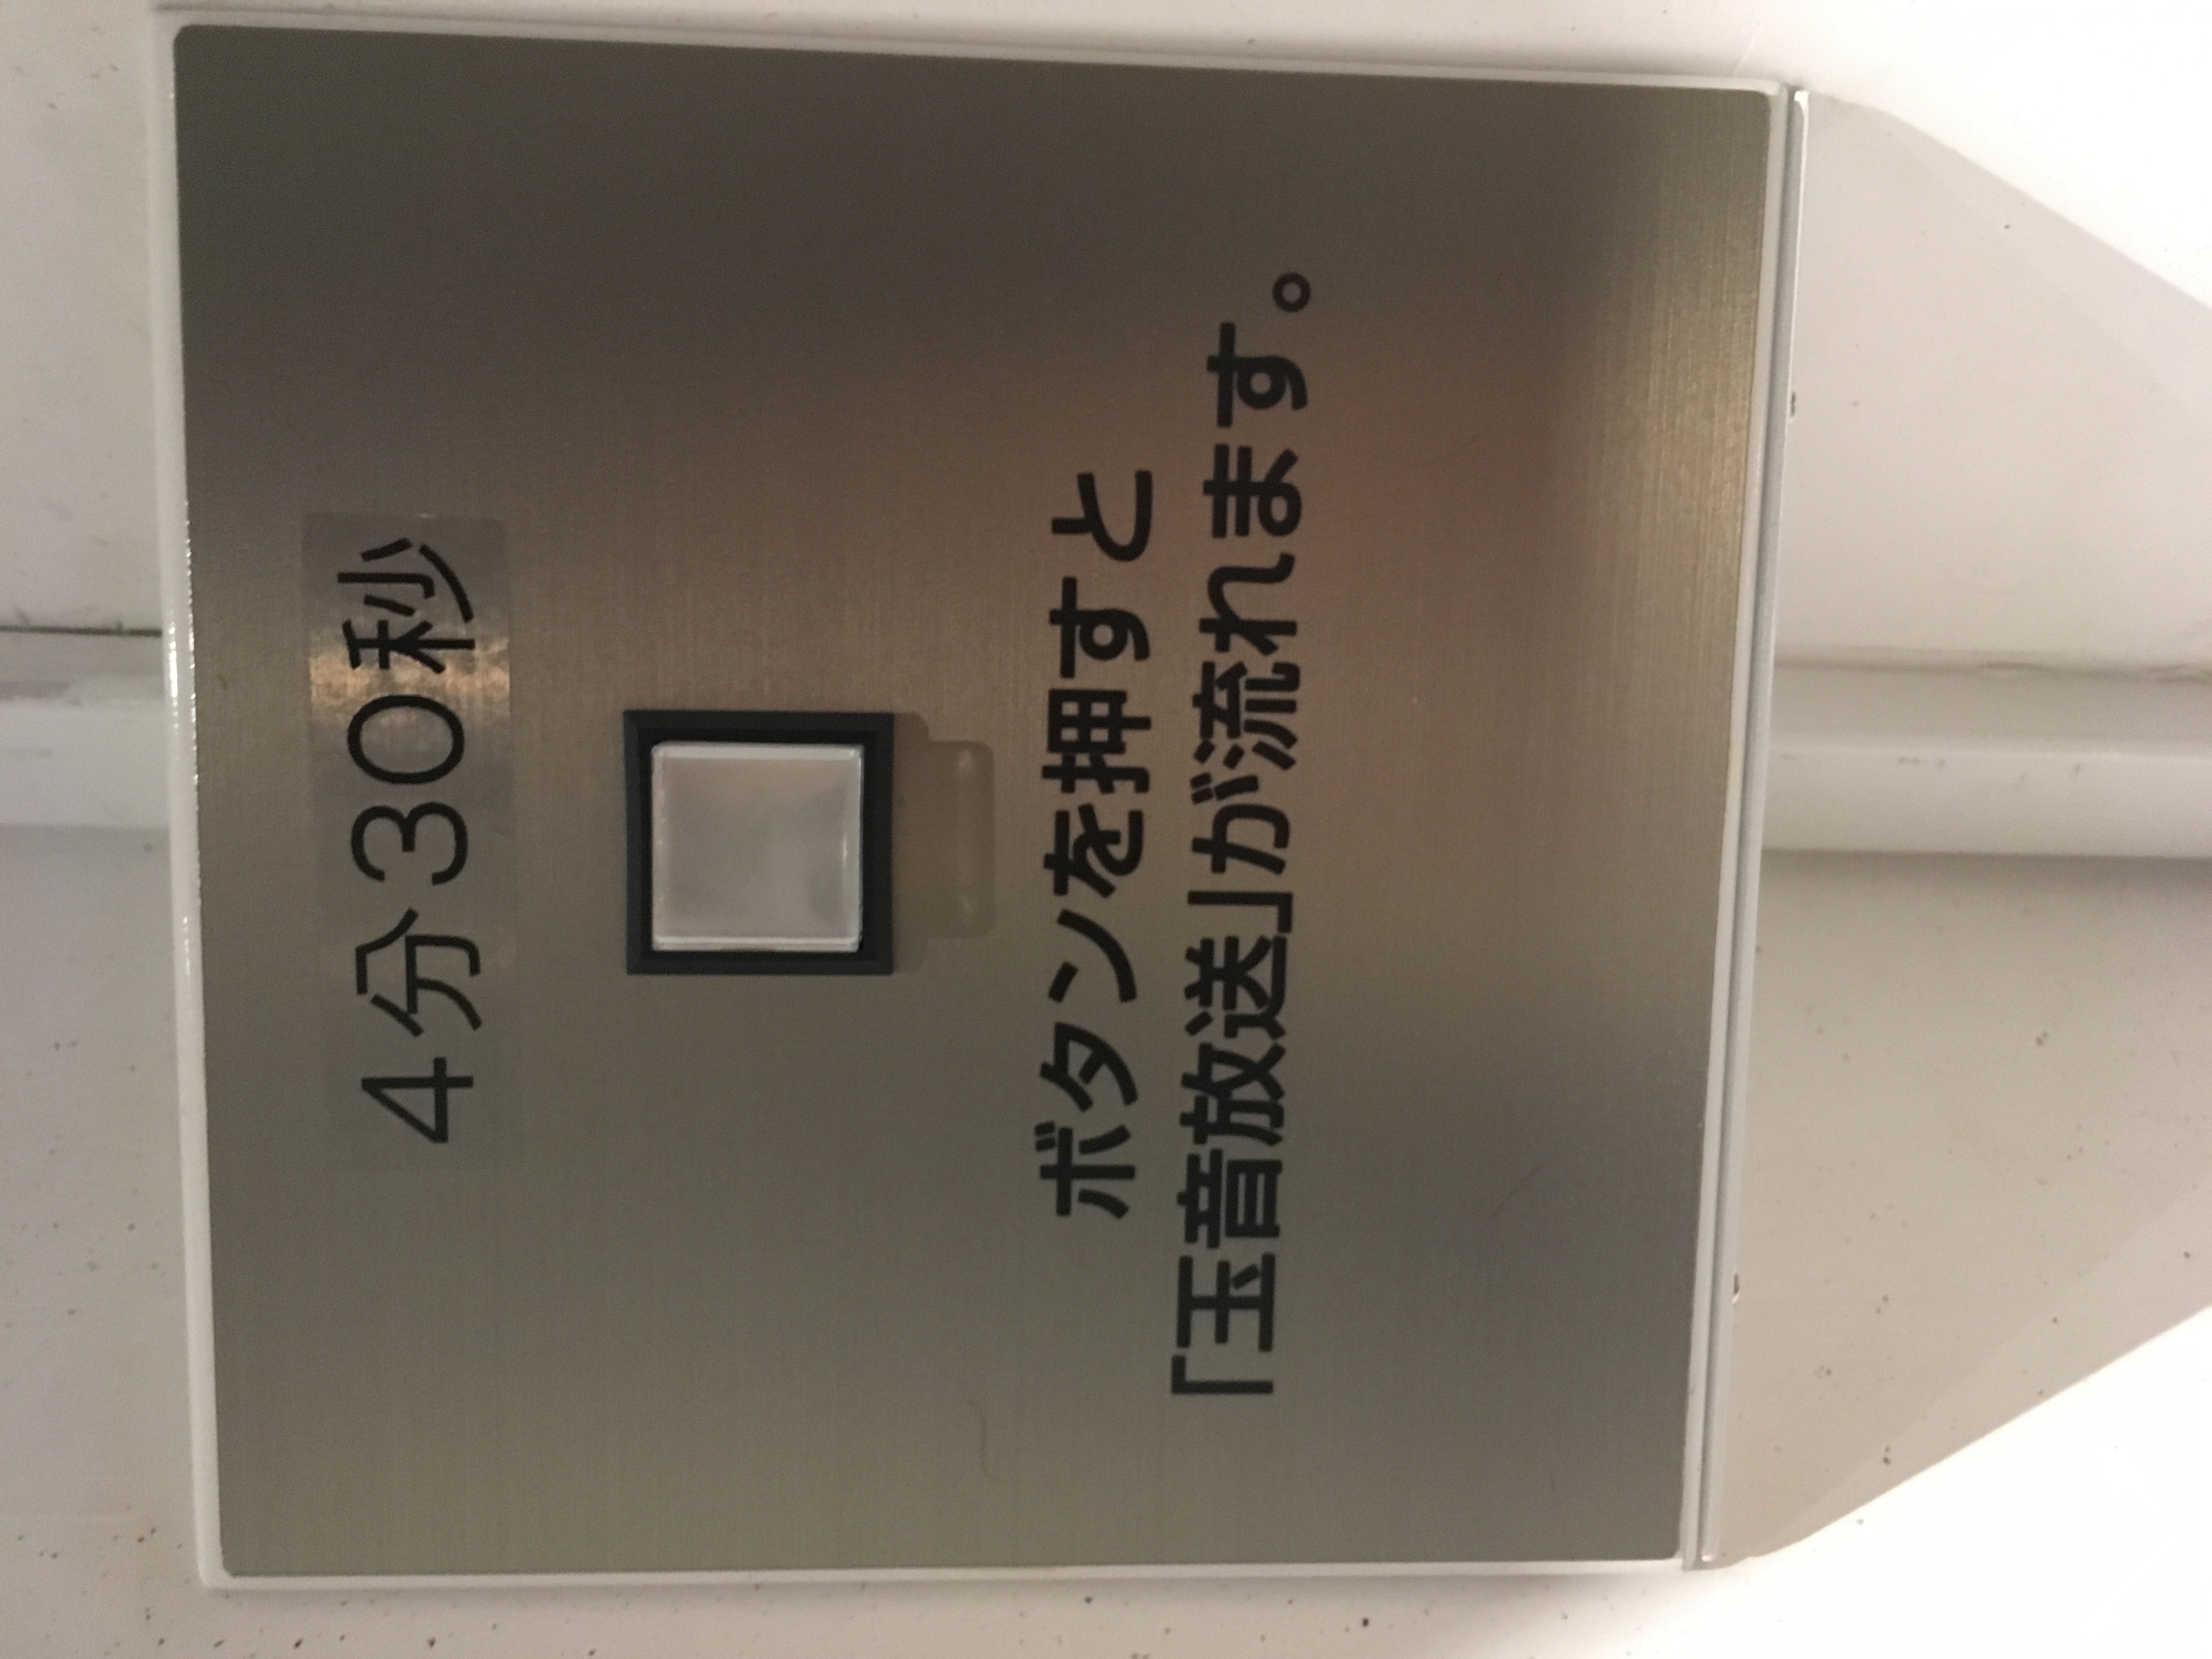 4分30秒
ボタンを押すと
「玉音放送」が流れます。